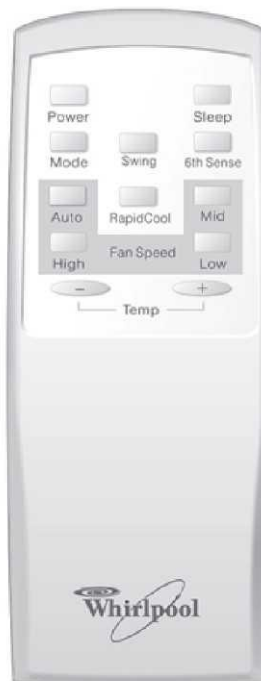 Power Sleep
Mode Swing 6th Sense
Auto RapidCool Mid
High Fan Speed Low
- +
Temp
Whirlpool